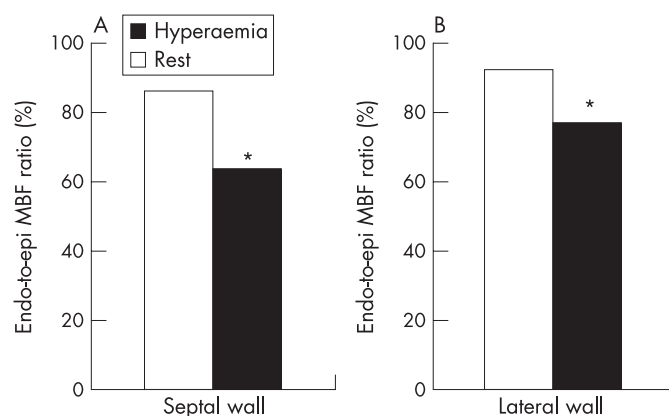 A
Hyperaemia
Rest
Endo-to-epi MBF ratio (%)
100
80
60
40
20
0
*
Septal wall
B
Endo-to-epi MBF ratio (%)
100
80
60
40
20
0
*
Lateral wall